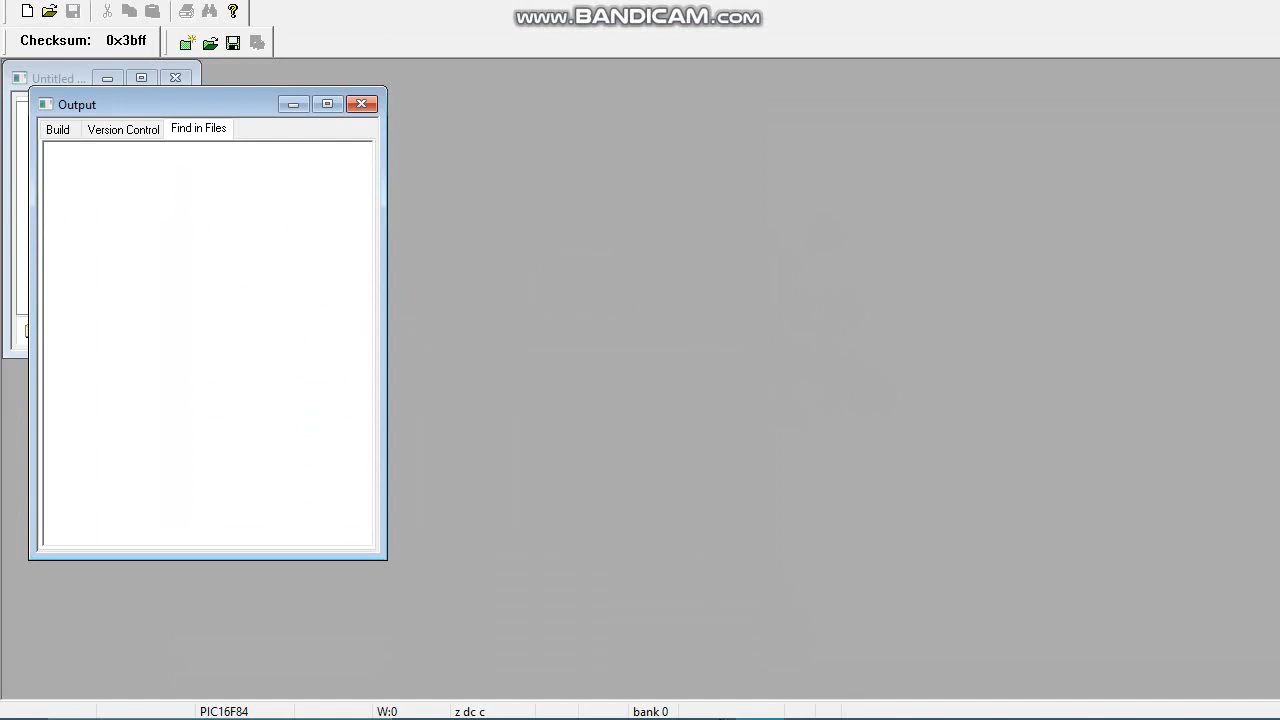 www.BANDICAM.com
Checksum: 0x3bff
Untitled ...
Output
Build Version Control Find in Files
PIC16F84 W:0 z dc c bank 0